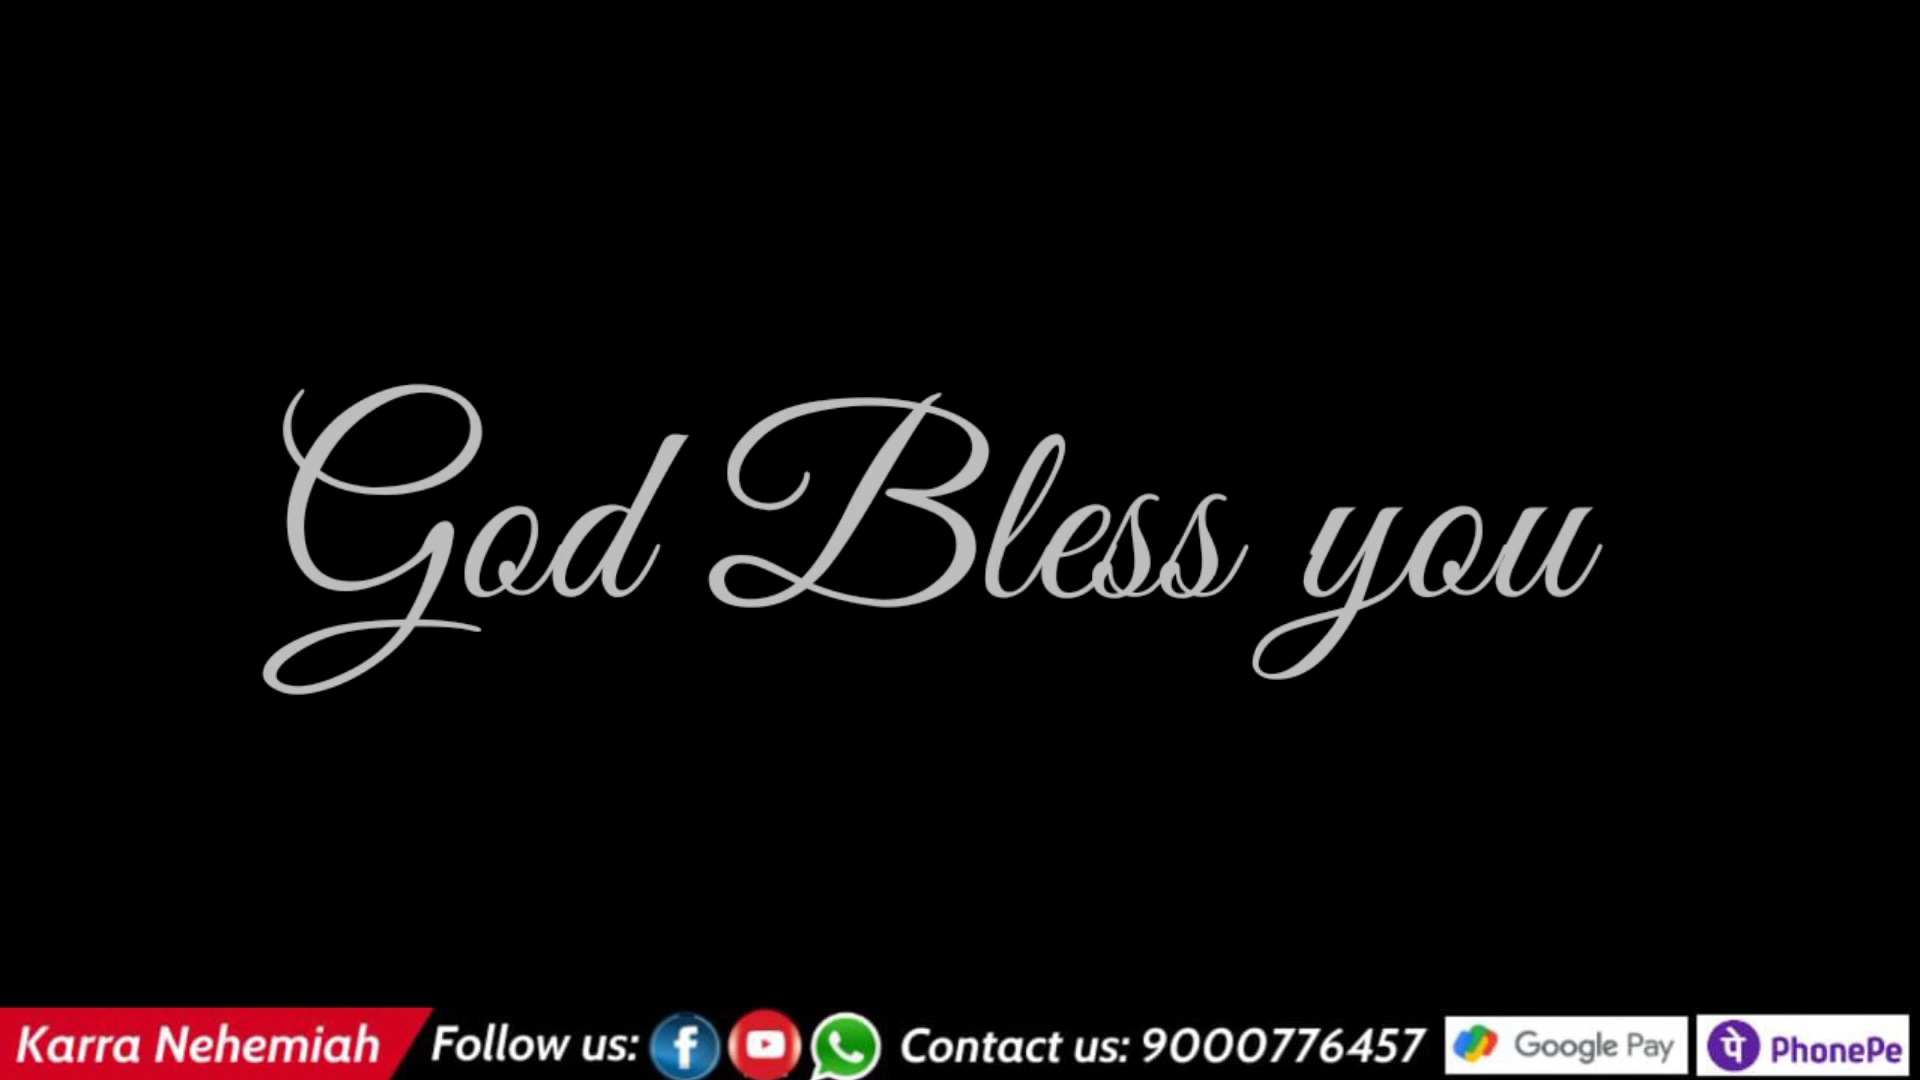 God Bless you
Karra Nehemiah Follow us: Contact us: 9000776457 Google Pay पे PhonePe